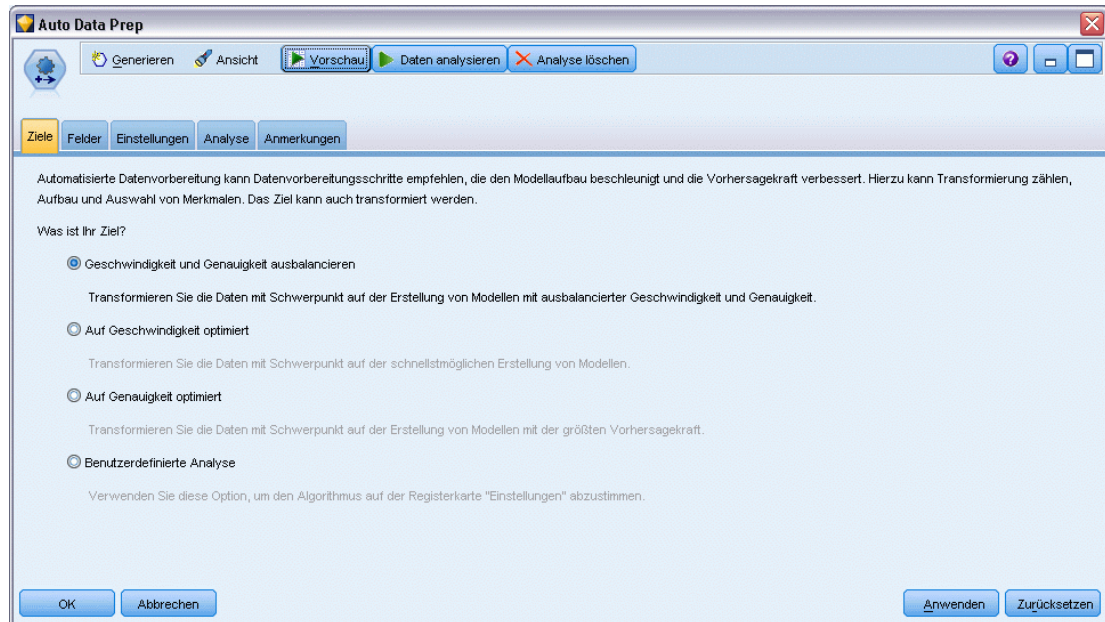 Auto Data Prep
Generieren Ansicht Vorschau Daten analysieren Analyse löschen
Ziele Felder Einstellungen Analyse Anmerkungen
Automatisierte Datenvorbereitung kann Datenvorbereitungsschritte empfehlen, die den Modellaufbau beschleunigt und die Vorhersagekraft verbessert. Hierzu kann Transformierung zählen,
Aufbau und Auswahl von Merkmalen. Das Ziel kann auch transformiert werden.
Was ist Ihr Ziel?
Geschwindigkeit und Genauigkeit ausbalancieren
Transformieren Sie die Daten mit Schwerpunkt auf der Erstellung von Modellen mit ausbalancierter Geschwindigkeit und Genauigkeit.
Auf Geschwindigkeit optimiert
Transformieren Sie die Daten mit Schwerpunkt auf der schnellstmöglichen Erstellung von Modellen.
Auf Genauigkeit optimiert
Transformieren Sie die Daten mit Schwerpunkt auf der Erstellung von Modellen mit der größten Vorhersagekraft.
Benutzerdefinierte Analyse
Verwenden Sie diese Option, um den Algorithmus auf der Registerkarte "Einstellungen" abzustimmen.
OK Abbrechen Anwenden Zurücksetzen